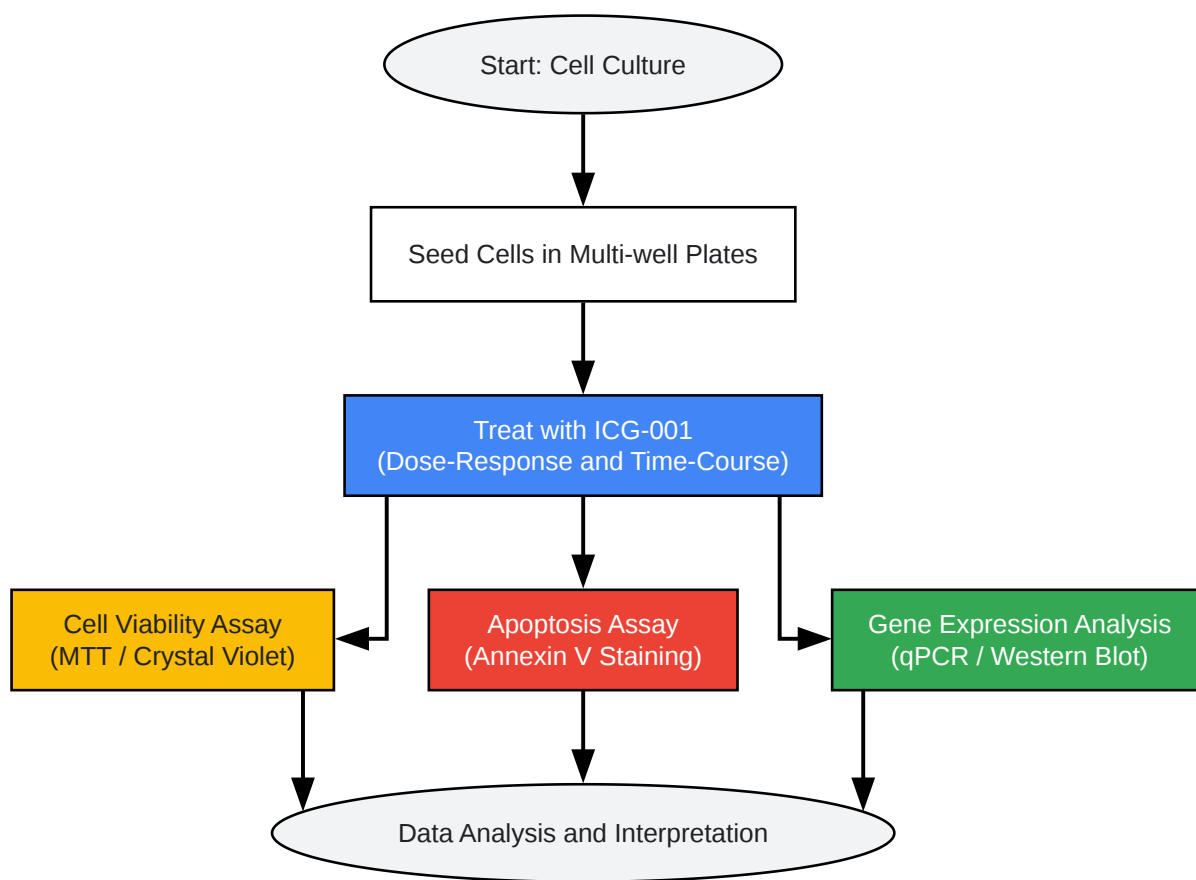 Start: Cell Culture
Seed Cells in Multi-well Plates
Treat with ICG-001
(Dose-Response and Time-Course)
Cell Viability Assay
(MTT / Crystal Violet)
Apoptosis Assay
(Annexin V Staining)
Gene Expression Analysis
(qPCR / Western Blot)
Data Analysis and Interpretation